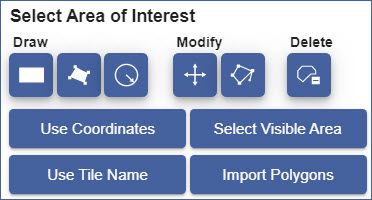 Select Area of Interest
Draw Modify Delete
Use Coordinates Select Visible Area
Use Tile Name Import Polygons